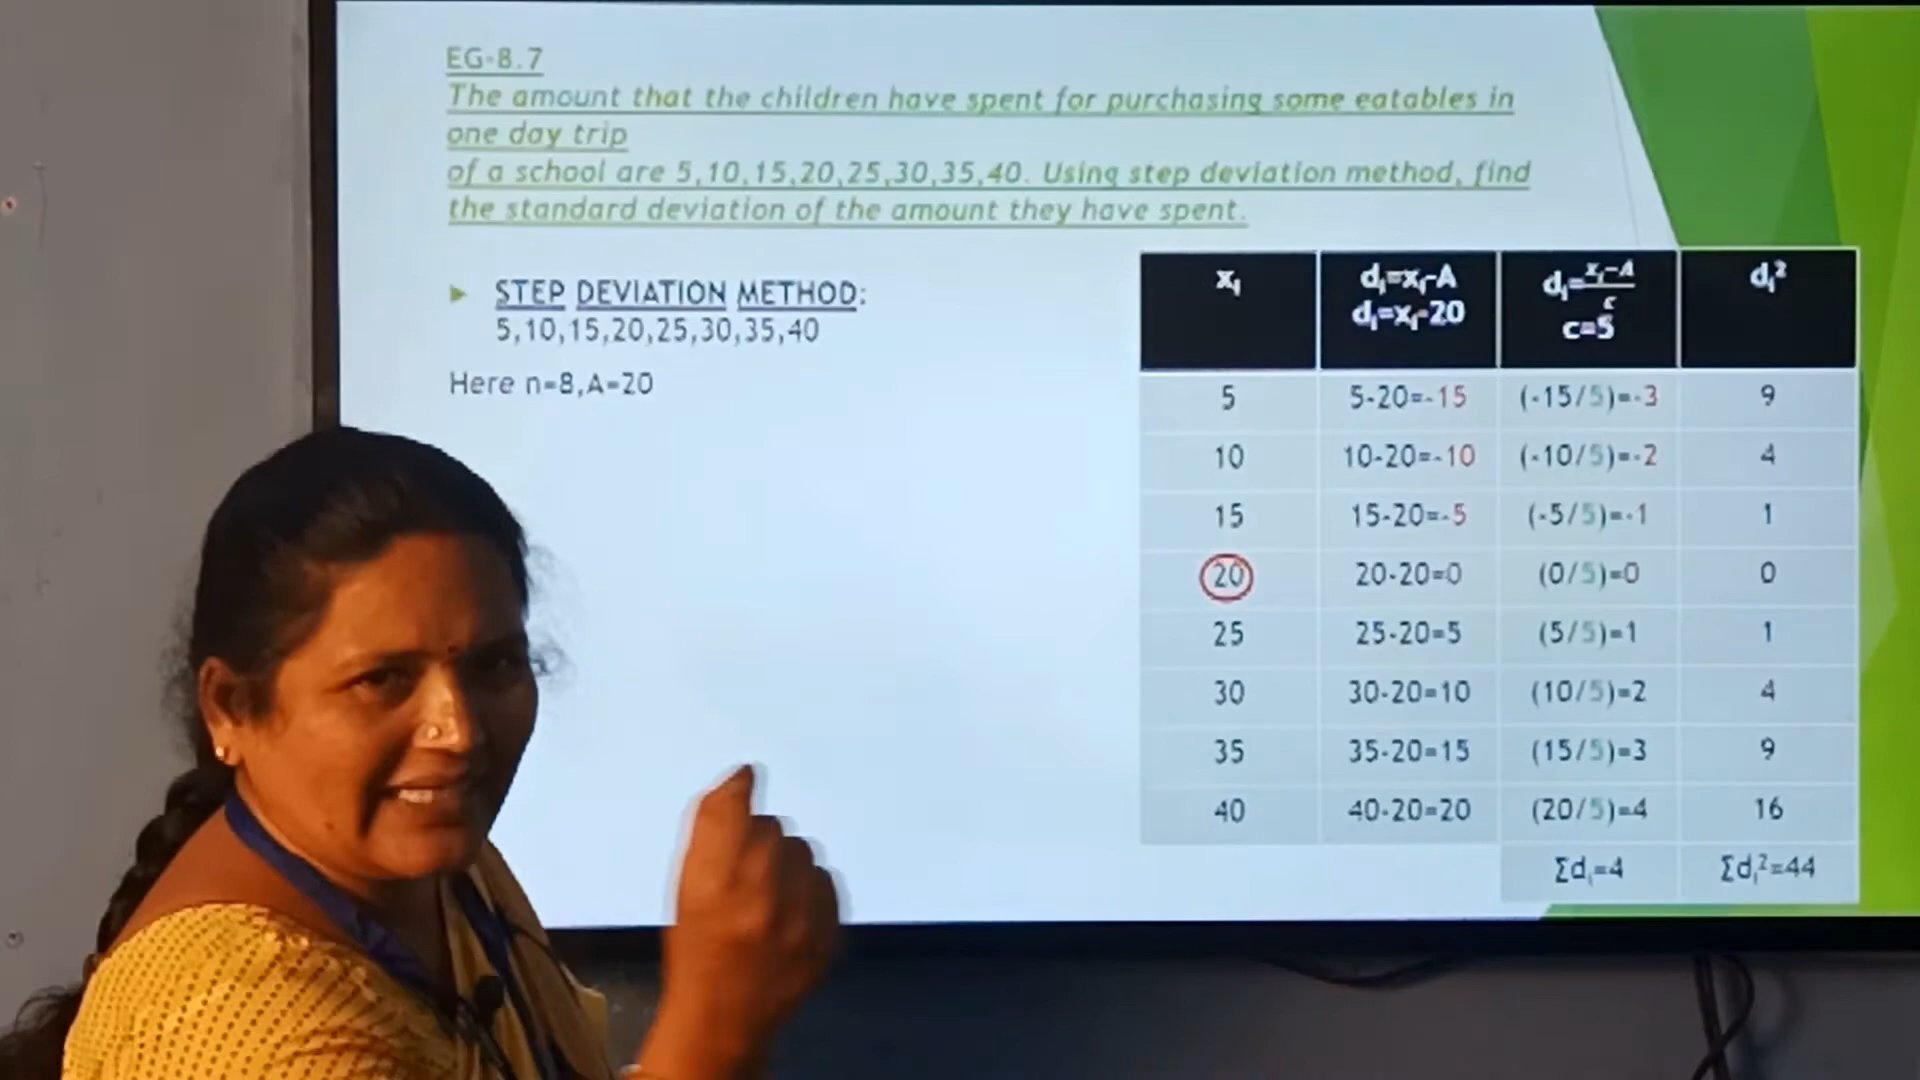 EG-8.7
The amount that the children have spent for purchasing some eatables in
one day trip
of a school are 5,10,15,20,25,30,35,40. Using step deviation method, find
the standard deviation of the amount they have spent.
STEP DEVIATION METHOD:
5,10,15,20,25,30,35,40
Here n=8,A=20
xᵢ dᵢ=xᵢ-A dᵢ=xᵢ-20 dᵢ=(xᵢ-A)/c c=5 dᵢ²
5 5-20=-15 (-15/5)=-3 9
10 10-20=-10 (-10/5)=-2 4
15 15-20=-5 (-5/5)=-1 1
20 20-20=0 (0/5)=0 0
25 25-20=5 (5/5)=1 1
30 30-20=10 (10/5)=2 4
35 35-20=15 (15/5)=3 9
40 40-20=20 (20/5)=4 16
Σdᵢ=4 Σdᵢ²=44